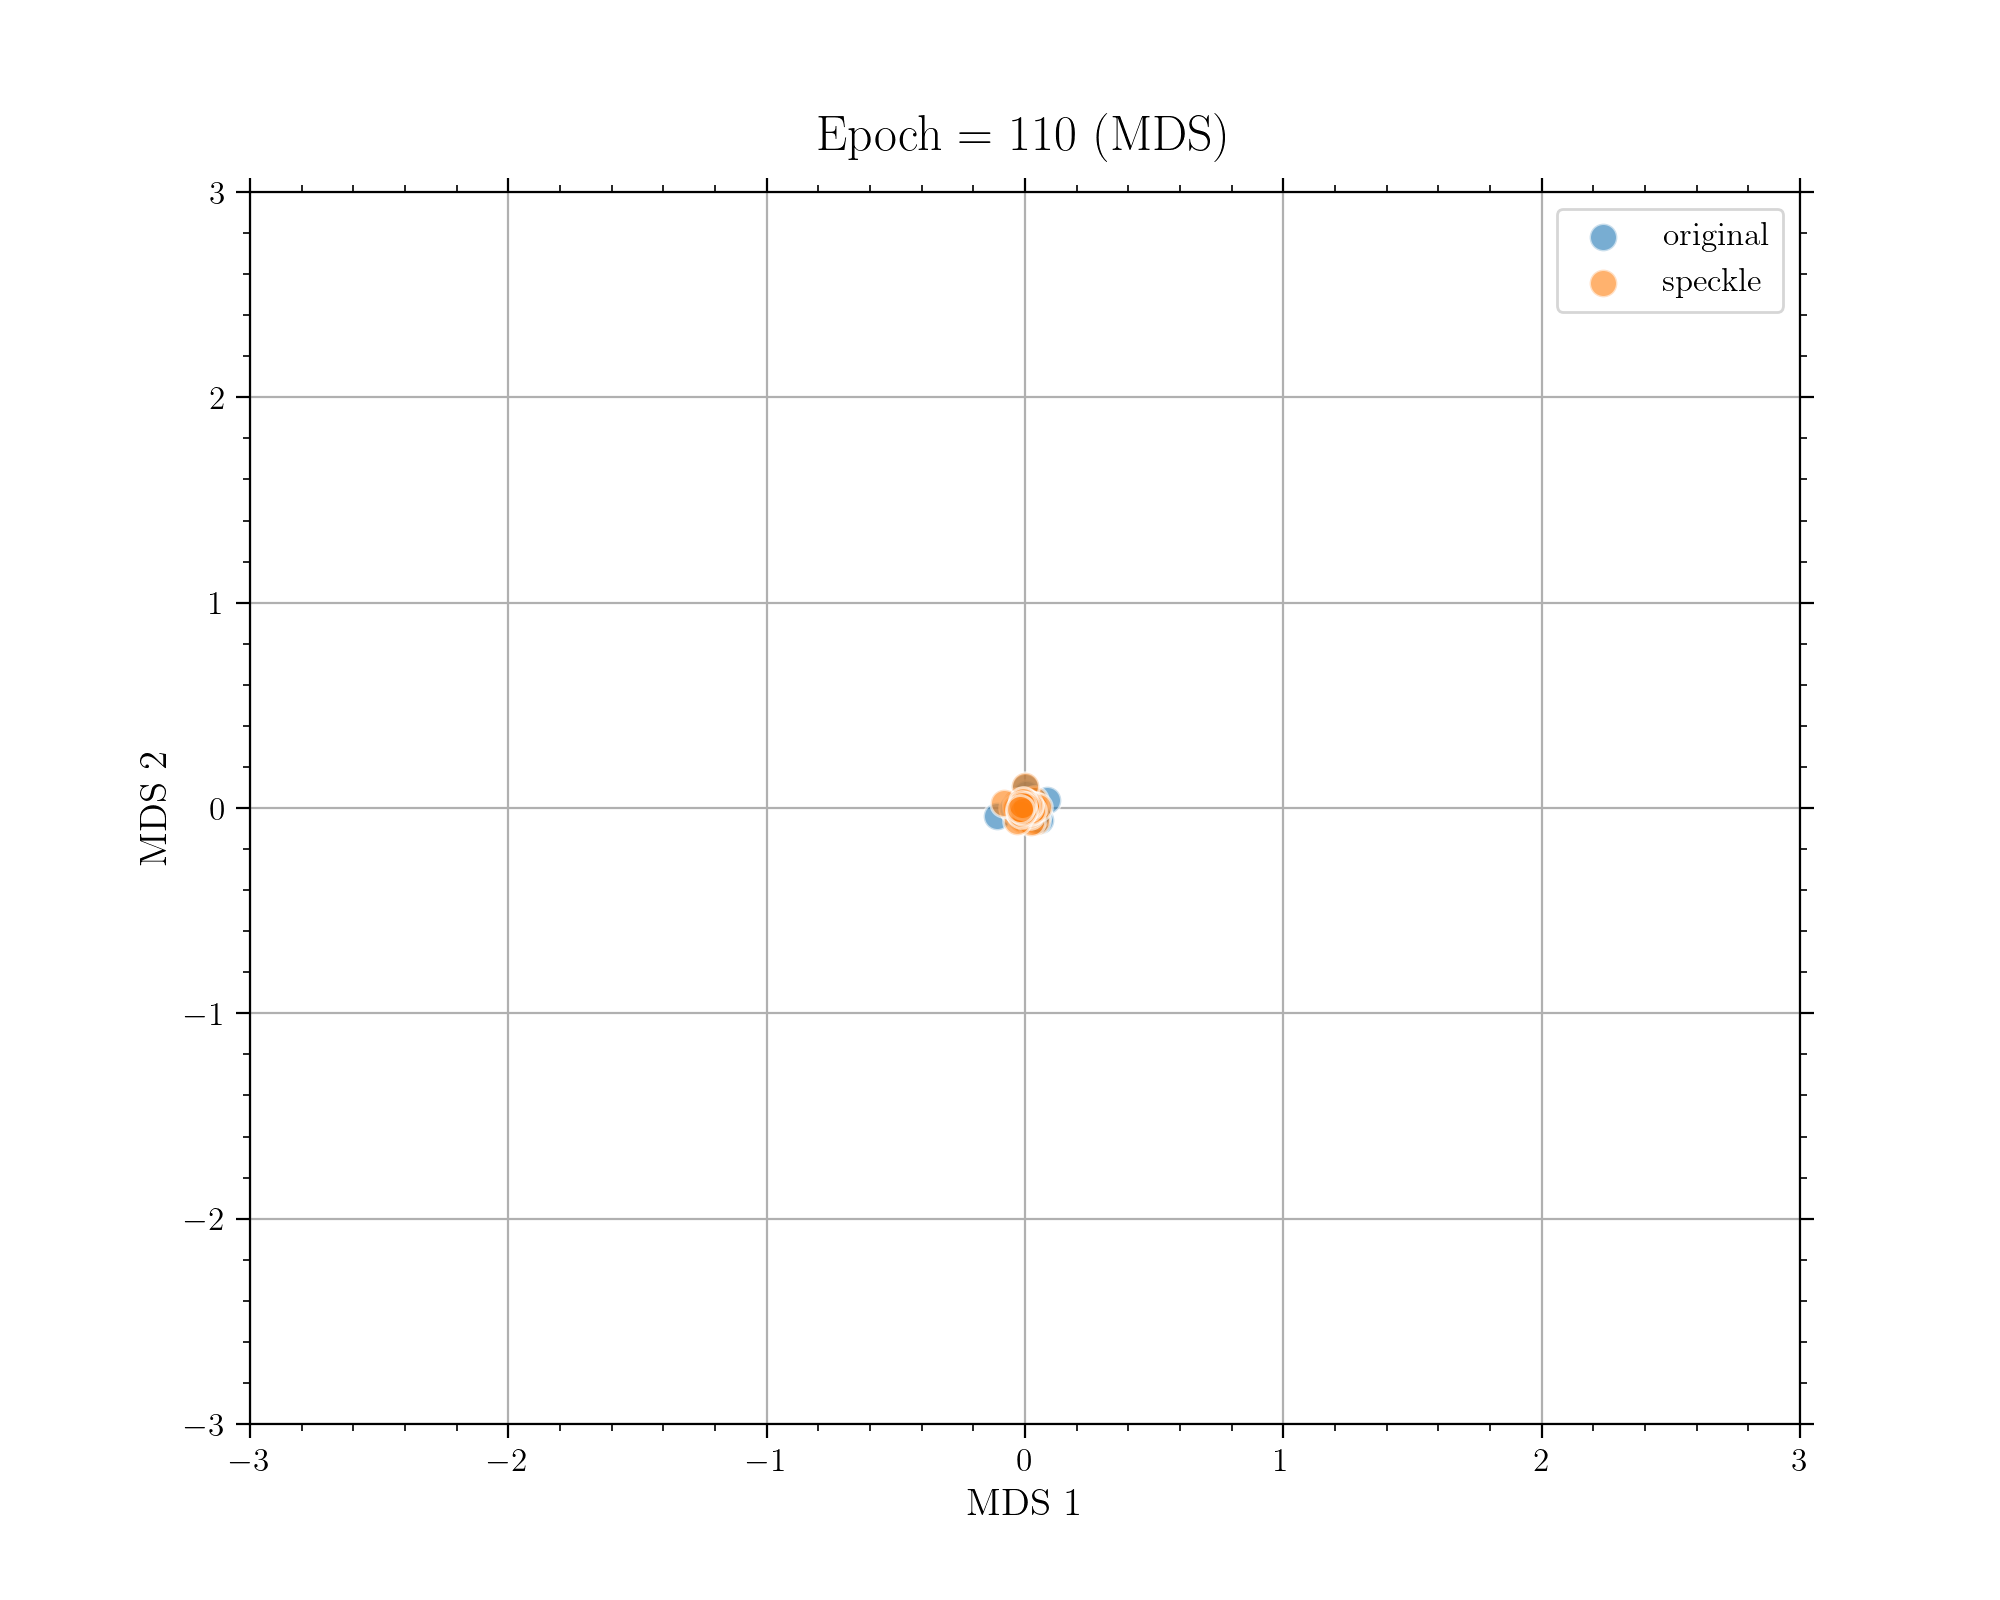 Epoch = 110 (MDS)
original
speckle
3
2
1
0
−1
−2
−3
MDS 2
−3 −2 −1 0 1 2 3
MDS 1